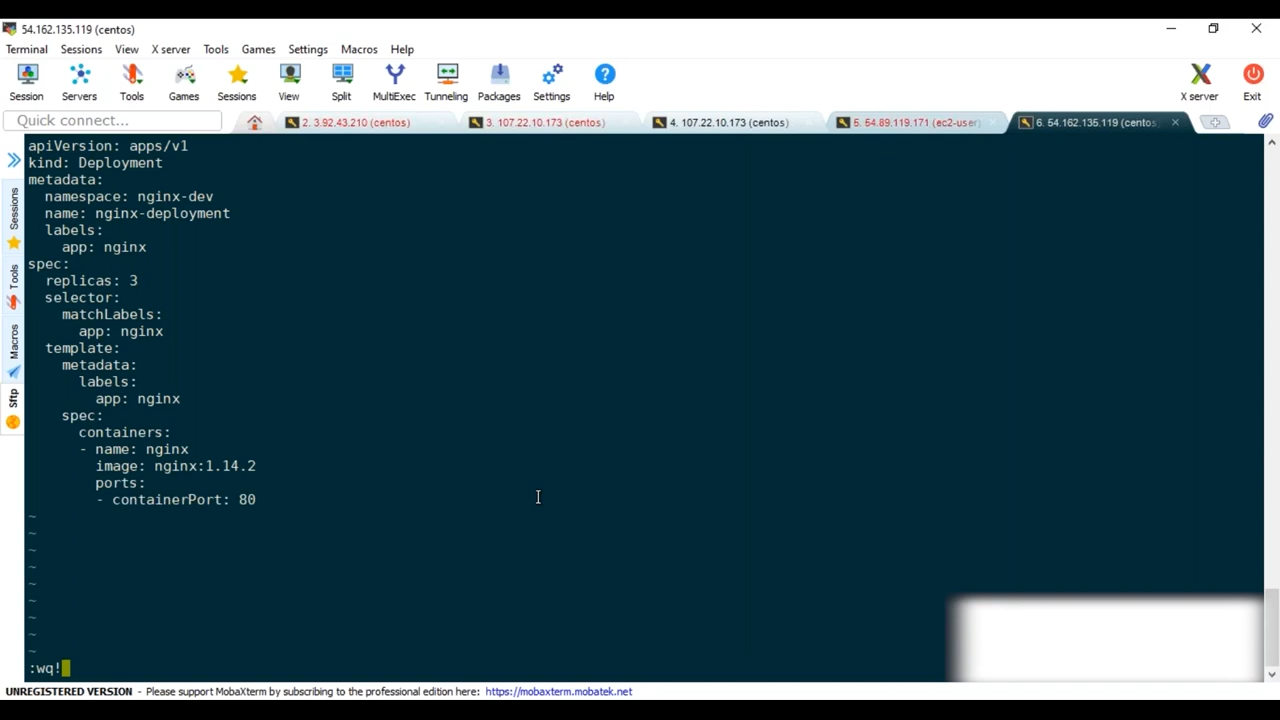 54.162.135.119 (centos)
Terminal Sessions View X server Tools Games Settings Macros Help
Session Servers Tools Games Sessions View Split MultiExec Tunneling Packages Settings Help X server Exit
Quick connect...
2. 3.92.43.210 (centos) 3. 107.22.10.173 (centos) 4. 107.22.10.173 (centos) 5. 54.89.119.171 (ec2-user) 6. 54.162.135.119 (centos
Sessions
Tools
Macros
Sftp
apiVersion: apps/v1
kind: Deployment
metadata:
  namespace: nginx-dev
  name: nginx-deployment
  labels:
    app: nginx
spec:
  replicas: 3
  selector:
    matchLabels:
      app: nginx
  template:
    metadata:
      labels:
        app: nginx
    spec:
      containers:
      - name: nginx
        image: nginx:1.14.2
        ports:
        - containerPort: 80
~
~
~
~
~
~
~
~
~
:wq!
UNREGISTERED VERSION - Please support MobaXterm by subscribing to the professional edition here: https://mobaxterm.mobatek.net